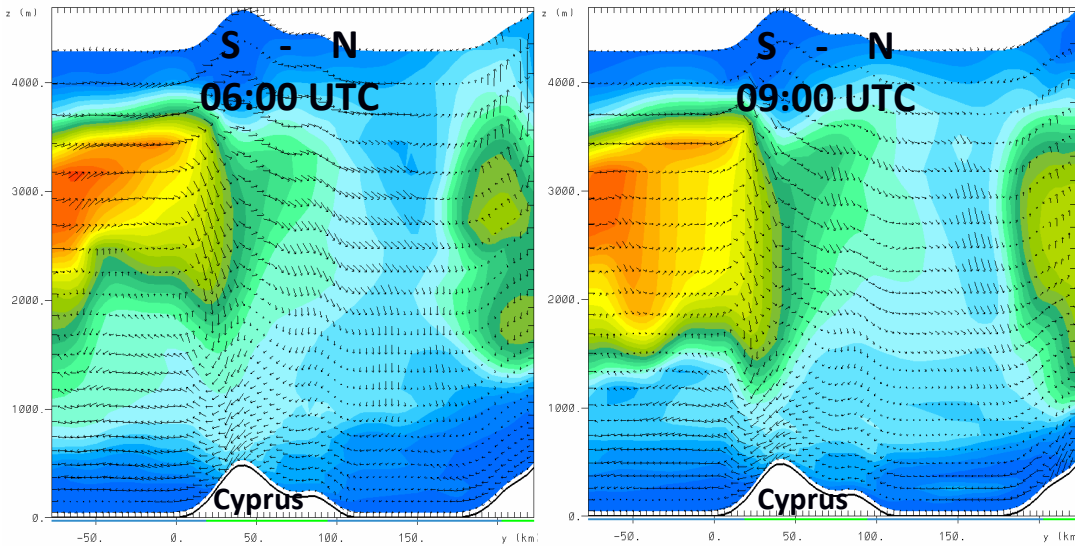 z (m)
S - N
06:00 UTC
4000.
3000.
2000.
1000.
0.
Cyprus
-50. 0. 50. 100. 150. y (km
z (m)
S - N
09:00 UTC
4000.
3000.
2000.
1000.
0.
Cyprus
-50. 0. 50. 100. 150. y (km)